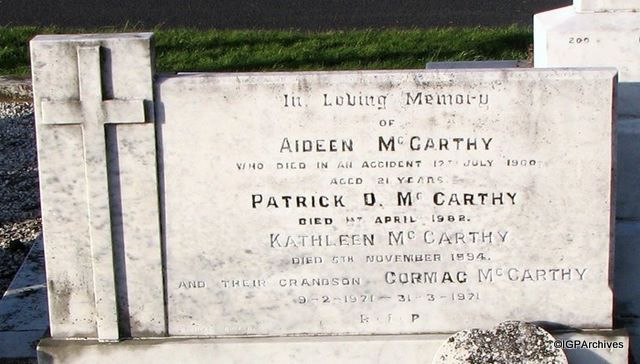 In Loving Memory
OF
AIDEEN McCARTHY
WHO DIED IN AN ACCIDENT 12TH JULY
AGED 21 YEARS.
PATRICK D. McCARTHY
DIED 1ST APRIL 1982.
KATHLEEN McCARTHY
DIED 5TH NOVEMBER 1994.
AND THEIR GRANDSON CORMAC McCARTHY
9-2-1971 - 31-3-1971
R.I.P
200
©IGPArchives